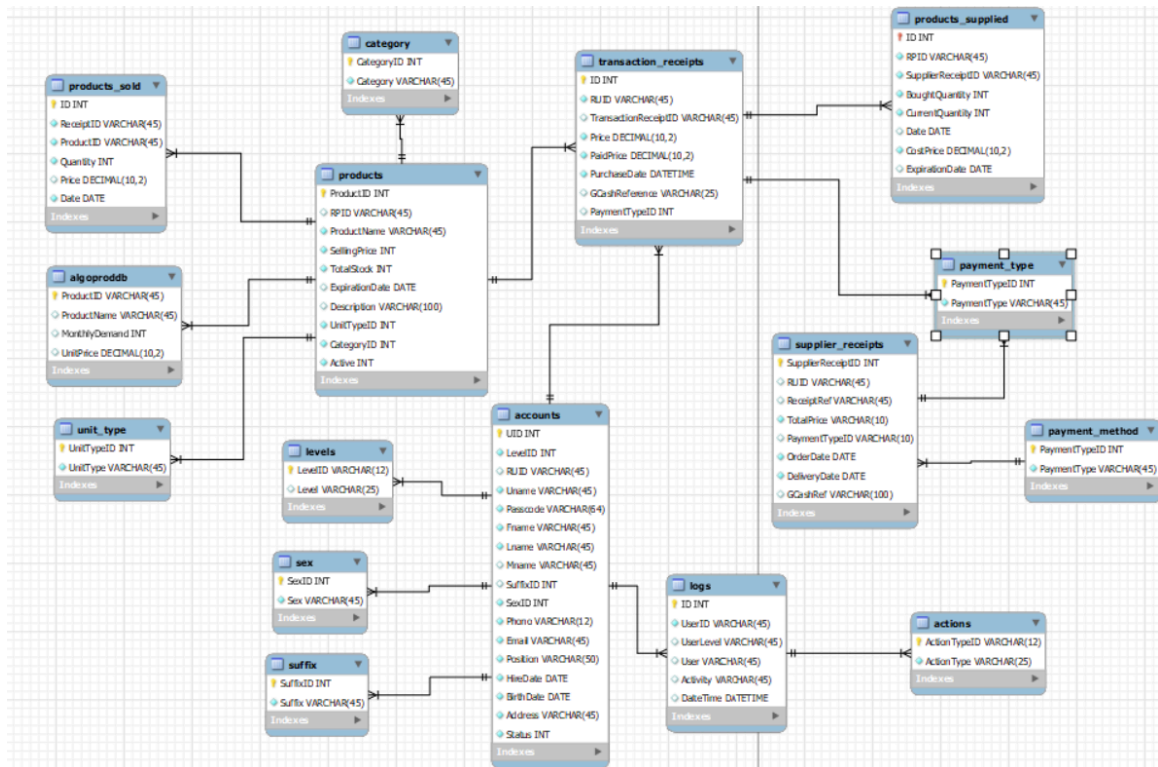 category
CategoryID INT
Category VARCHAR(45)
Indexes
products_sold
ID INT
ReceiptID VARCHAR(45)
ProductID VARCHAR(45)
Quantity INT
Price DECIMAL(10,2)
Date DATE
Indexes
transaction_receipts
ID INT
RUID VARCHAR(45)
TransactionReceiptID VARCHAR(45)
Price DECIMAL(10,2)
PaidPrice DECIMAL(10,2)
PurchaseDate DATETIME
GCashReference VARCHAR(25)
PaymentTypeID INT
Indexes
products_supplied
ID INT
RPID VARCHAR(45)
SupplierReceiptID VARCHAR(45)
BoughtQuantity INT
CurrentQuantity INT
Date DATE
CostPrice DECIMAL(10,2)
ExpirationDate DATE
Indexes
products
ProductID INT
RPID VARCHAR(45)
ProductName VARCHAR(45)
SellingPrice INT
TotalStock INT
ExpirationDate DATE
Description VARCHAR(100)
UnitTypeID INT
CategoryID INT
Active INT
Indexes
algoproddb
ProductID VARCHAR(45)
ProductName VARCHAR(45)
MonthlyDemand INT
UnitPrice DECIMAL(10,2)
Indexes
payment_type
PaymentTypeID INT
PaymentType VARCHAR(45)
Indexes
supplier_receipts
SupplierReceiptID INT
RUID VARCHAR(45)
ReceiptRef VARCHAR(45)
TotalPrice VARCHAR(10)
PaymentTypeID VARCHAR(10)
OrderDate DATE
DeliveryDate DATE
GCashRef VARCHAR(100)
Indexes
unit_type
UnitTypeID INT
UnitType VARCHAR(45)
Indexes
levels
LevelID VARCHAR(12)
Level VARCHAR(25)
Indexes
accounts
UID INT
LevelID INT
RUID VARCHAR(45)
Uname VARCHAR(45)
Passcode VARCHAR(64)
Fname VARCHAR(45)
Lname VARCHAR(45)
Mname VARCHAR(45)
SuffixID INT
SexID INT
Phono VARCHAR(12)
Email VARCHAR(45)
Position VARCHAR(50)
HireDate DATE
BirthDate DATE
Address VARCHAR(45)
Status INT
Indexes
payment_method
PaymentTypeID INT
PaymentType VARCHAR(45)
Indexes
sex
SexID INT
Sex VARCHAR(45)
Indexes
suffix
SuffixID INT
Suffix VARCHAR(45)
Indexes
logs
ID INT
UserID VARCHAR(45)
UserLevel VARCHAR(45)
User VARCHAR(45)
Activity VARCHAR(45)
DateTime DATETIME
Indexes
actions
ActionTypeID VARCHAR(12)
ActionType VARCHAR(25)
Indexes